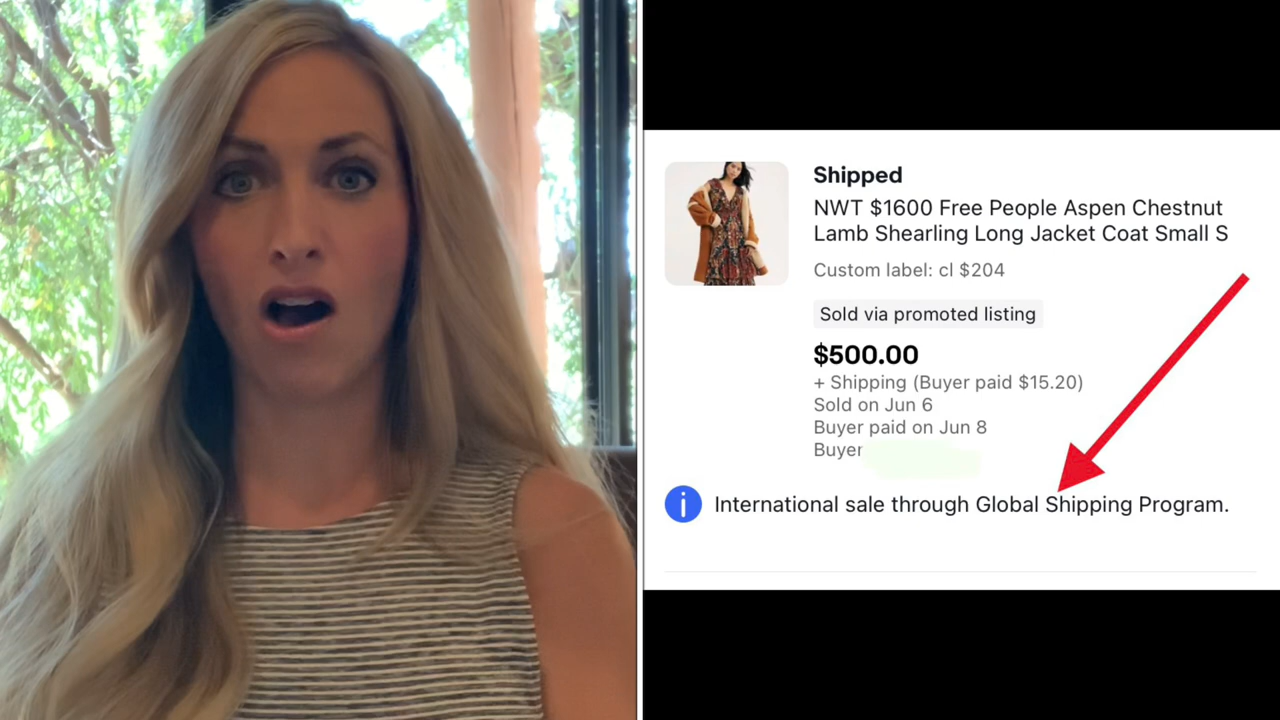 Shipped
NWT $1600 Free People Aspen Chestnut
Lamb Shearling Long Jacket Coat Small S
Custom label: cl $204
Sold via promoted listing
$500.00
+ Shipping (Buyer paid $15.20)
Sold on Jun 6
Buyer paid on Jun 8
Buyer
i International sale through Global Shipping Program.